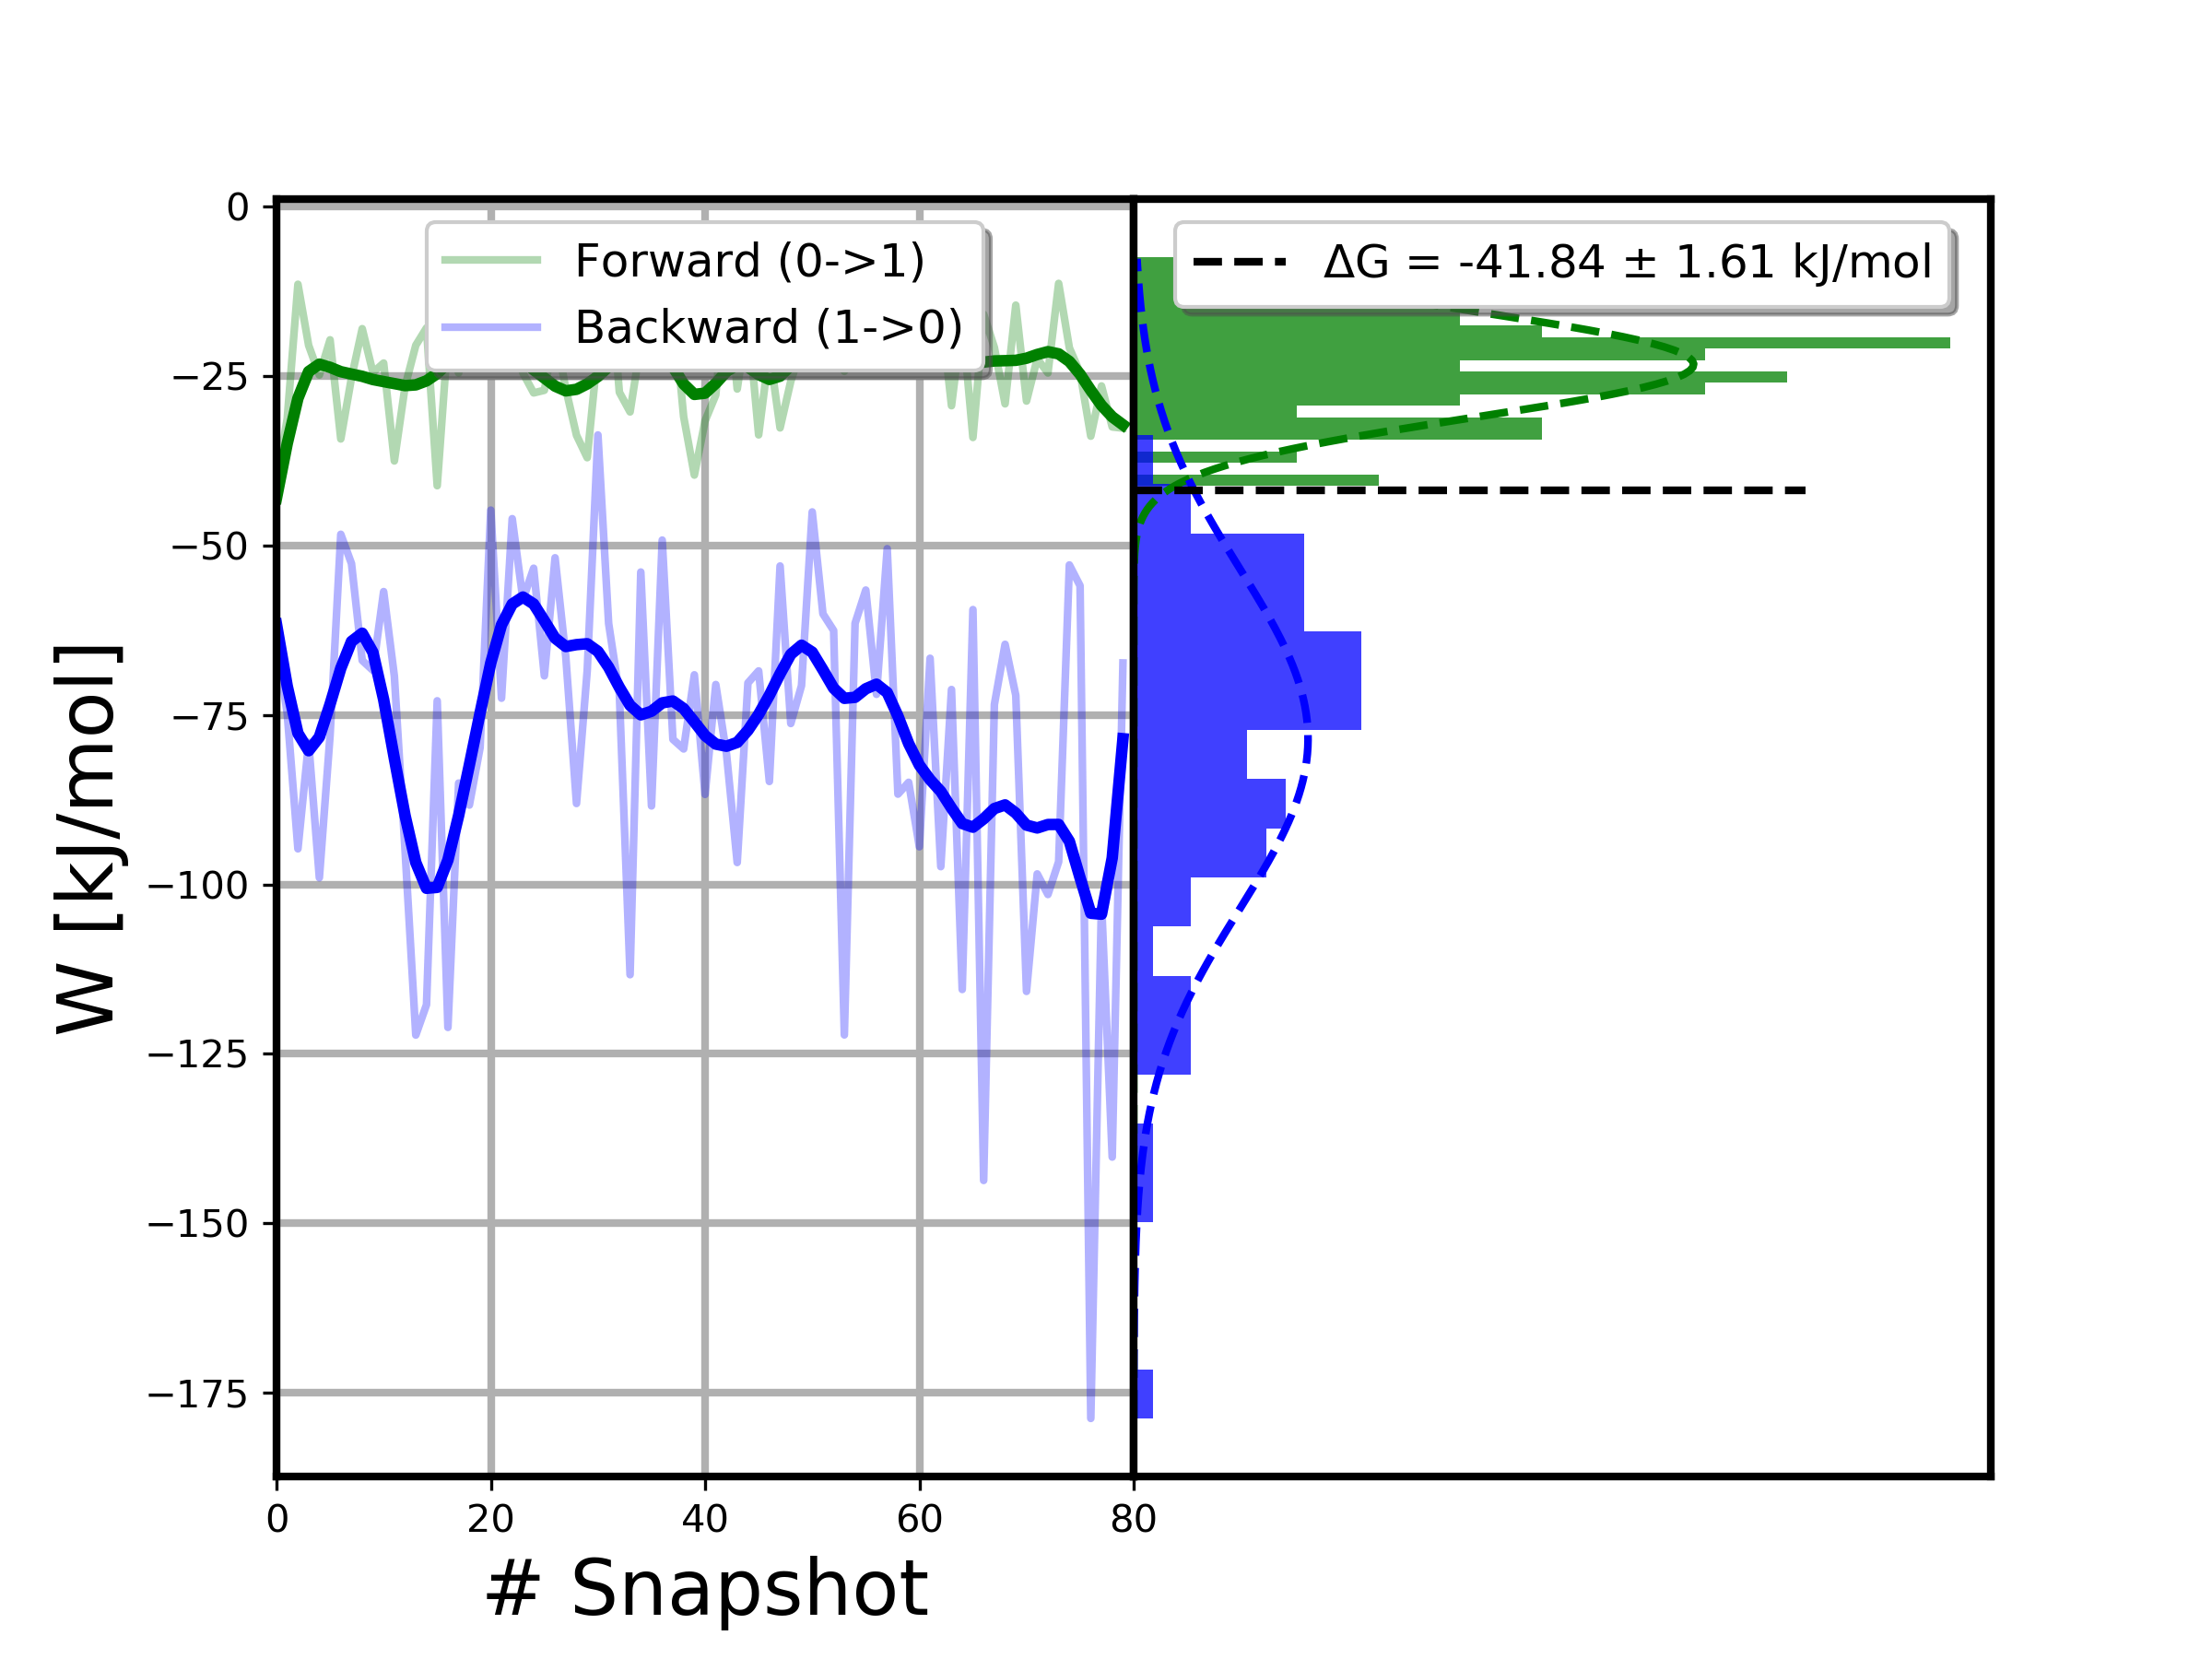 Forward (0->1)
Backward (1->0)
ΔG = -41.84 ± 1.61 kJ/mol
W [kJ/mol]
0
−25
−50
−75
−100
−125
−150
−175
0 20 40 60 80
# Snapshot